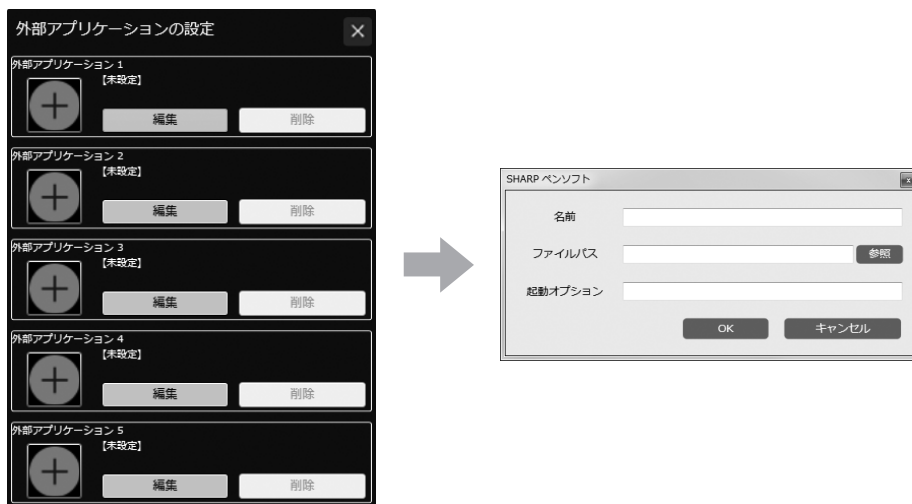 外部アプリケーションの設定
外部アプリケーション 1
【未設定】
編集 削除
外部アプリケーション 2
【未設定】
編集 削除
外部アプリケーション 3
【未設定】
編集 削除
外部アプリケーション 4
【未設定】
編集 削除
外部アプリケーション 5
【未設定】
編集 削除
SHARP ペンソフト
名前
ファイルパス 参照
起動オプション
OK キャンセル